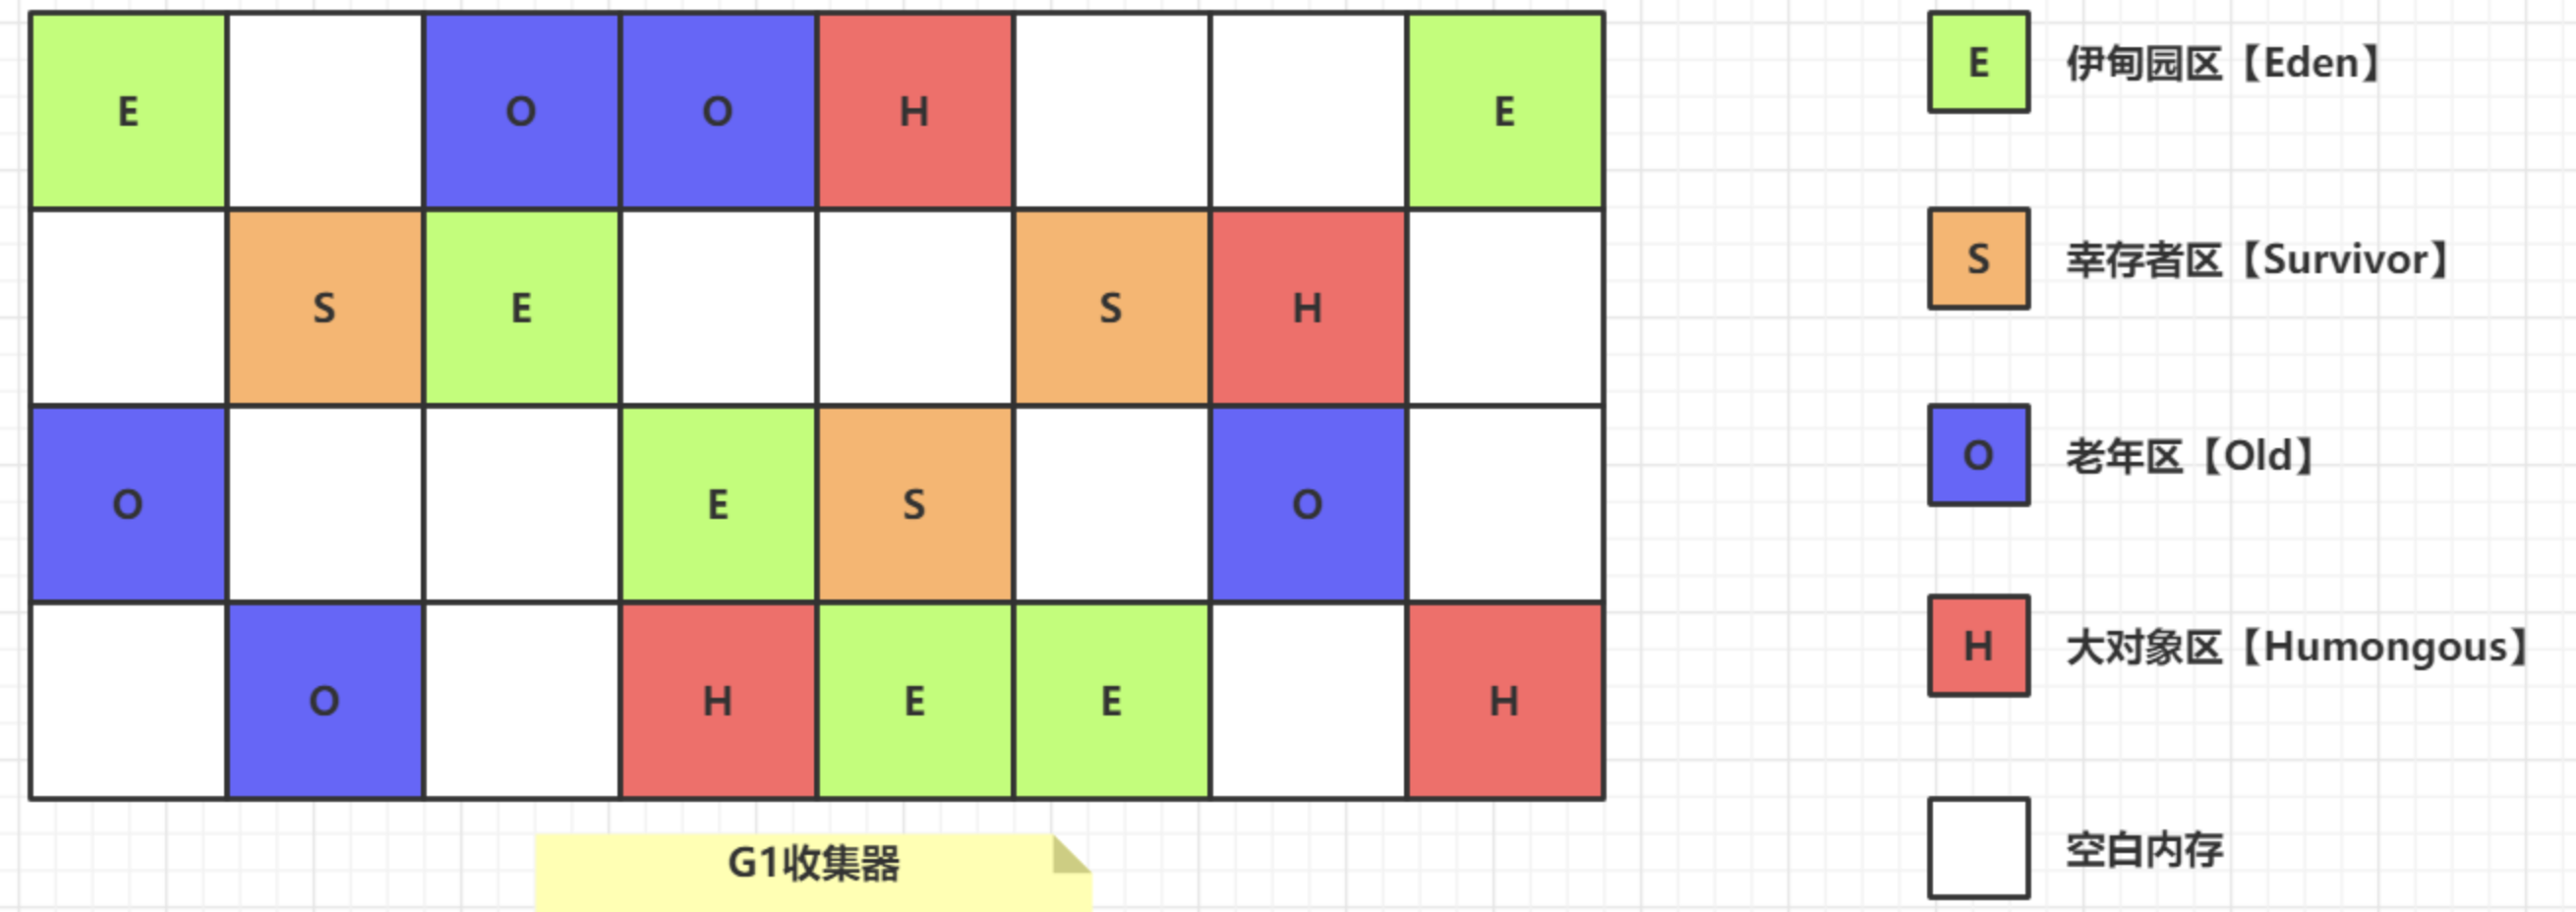 E O O H E
S E S H
O E S O
O H E E H
G1收集器
E 伊甸园区【Eden】
S 幸存者区【Survivor】
O 老年区【Old】
H 大对象区【Humongous】
空白内存